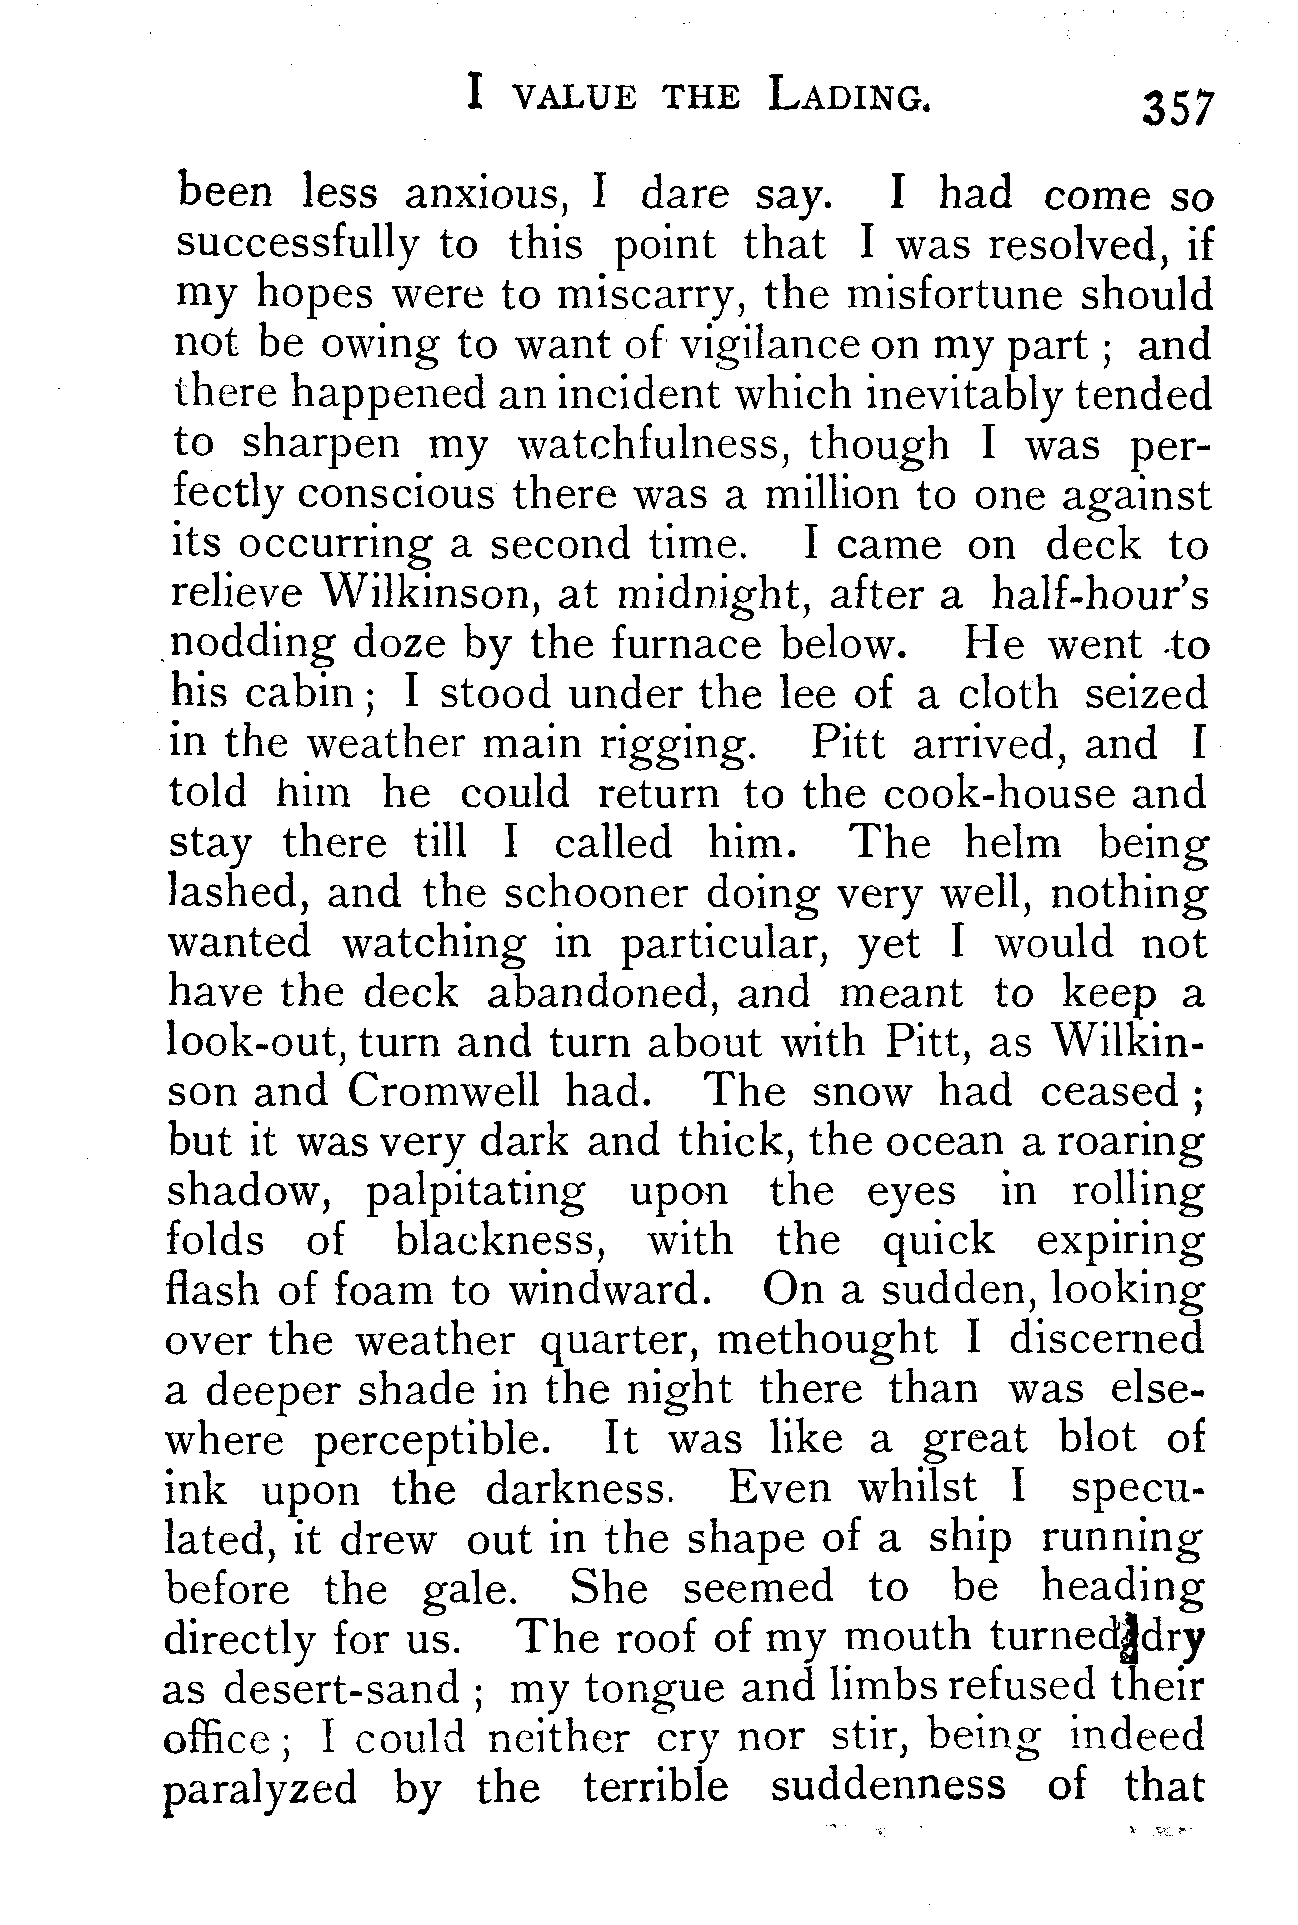 I VALUE THE LADING. 357
been less anxious, I dare say. I had come so
successfully to this point that I was resolved, if
my hopes were to miscarry, the misfortune should
not be owing to want of vigilance on my part ; and
there happened an incident which inevitably tended
to sharpen my watchfulness, though I was per-
fectly conscious there was a million to one against
its occurring a second time. I came on deck to
relieve Wilkinson, at midnight, after a half-hour's
nodding doze by the furnace below. He went to
his cabin ; I stood under the lee of a cloth seized
in the weather main rigging. Pitt arrived, and I
told him he could return to the cook-house and
stay there till I called him. The helm being
lashed, and the schooner doing very well, nothing
wanted watching in particular, yet I would not
have the deck abandoned, and meant to keep a
look-out, turn and turn about with Pitt, as Wilkin-
son and Cromwell had. The snow had ceased ;
but it was very dark and thick, the ocean a roaring
shadow, palpitating upon the eyes in rolling
folds of blackness, with the quick expiring
flash of foam to windward. On a sudden, looking
over the weather quarter, methought I discerned
a deeper shade in the night there than was else-
where perceptible. It was like a great blot of
ink upon the darkness. Even whilst I specu-
lated, it drew out in the shape of a ship running
before the gale. She seemed to be heading
directly for us. The roof of my mouth turned dry
as desert-sand ; my tongue and limbs refused their
office ; I could neither cry nor stir, being indeed
paralyzed by the terrible suddenness of that